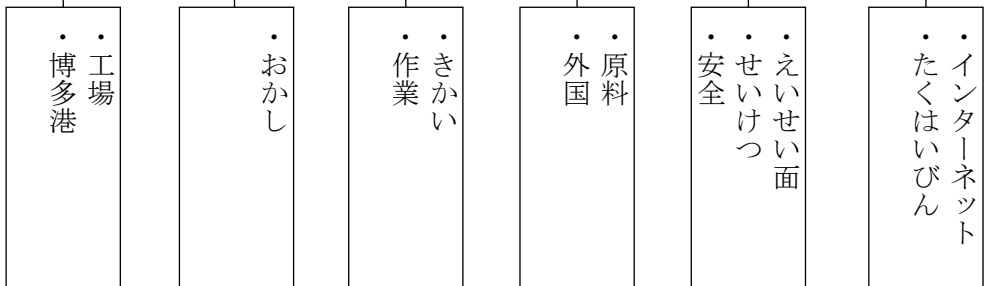 ・インターネット
・たくはいびん
・えいせい面
・せいけつ
・安全
・原料
・外国
・きかい
・作業
・おかし
・工場
・博多港